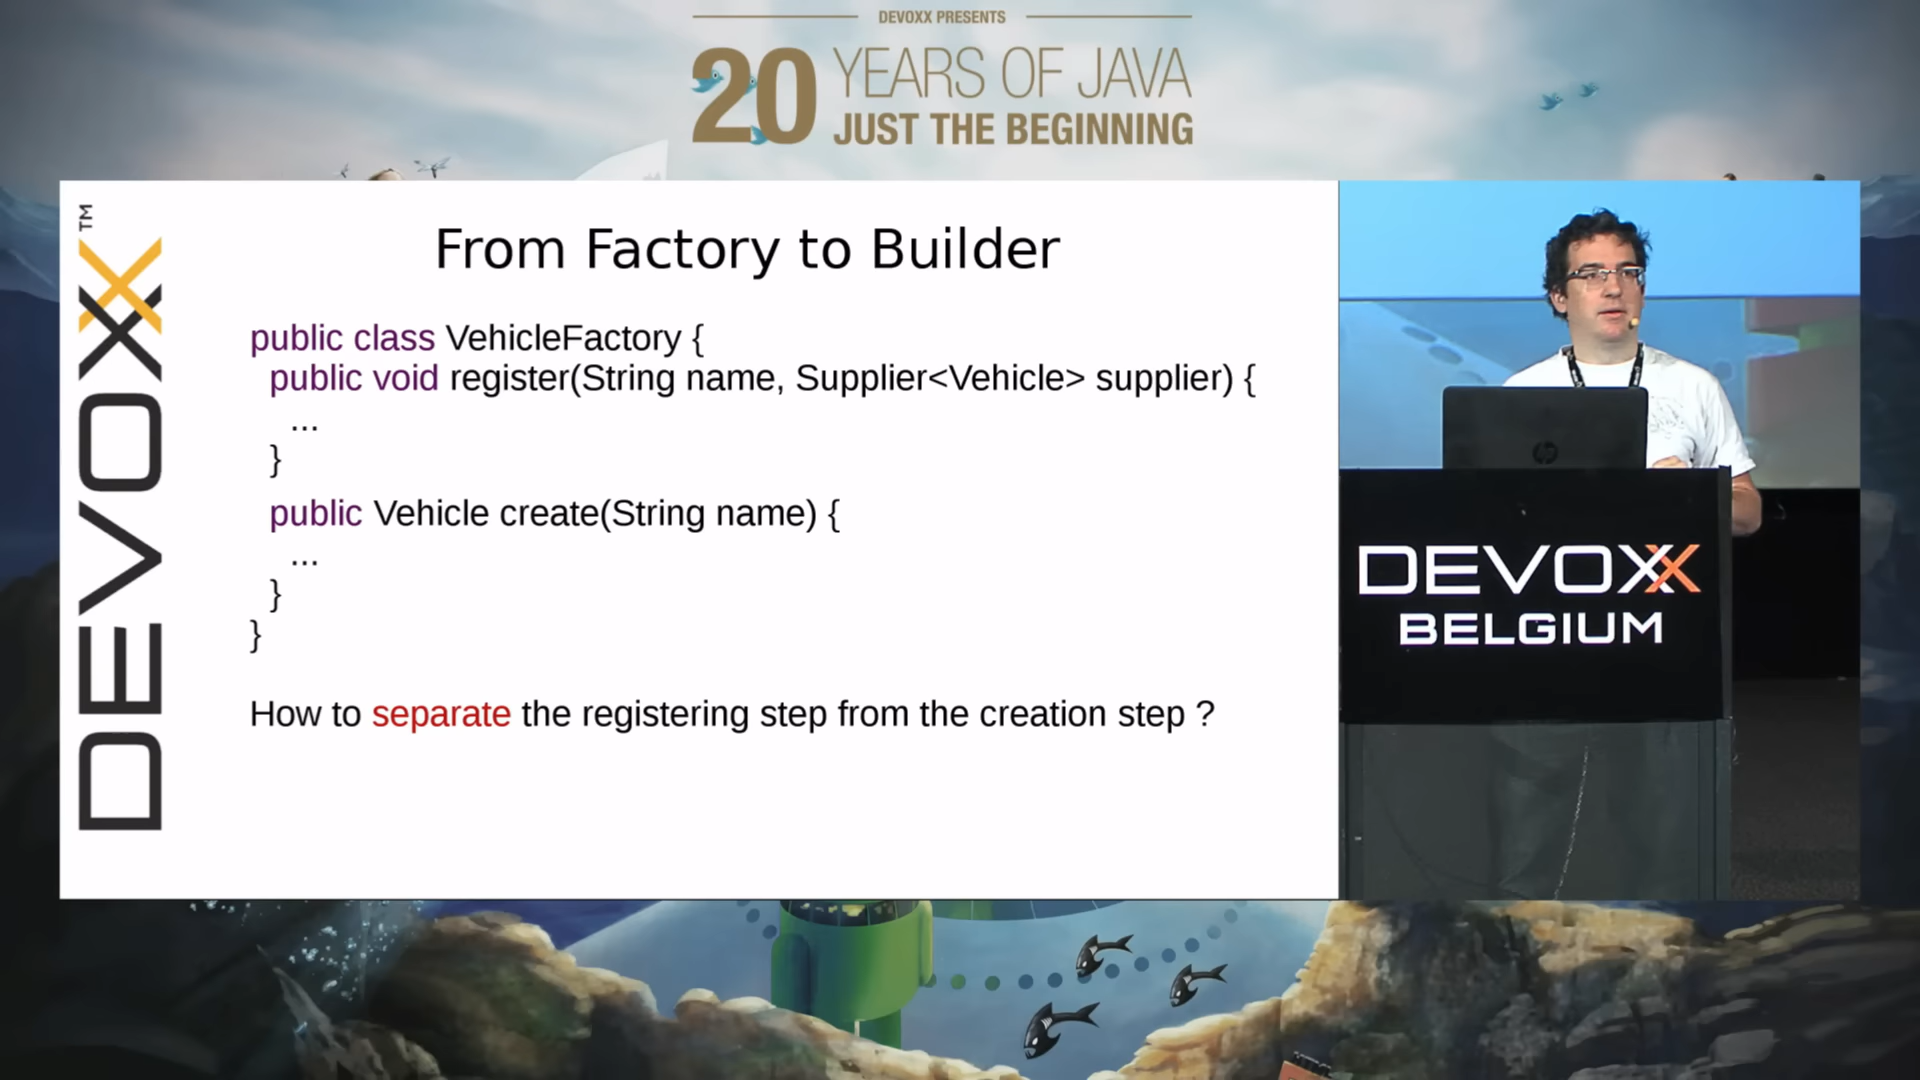 DEVOXX PRESENTS
20 YEARS OF JAVA
JUST THE BEGINNING
DEVOXX™
From Factory to Builder
public class VehicleFactory {
public void register(String name, Supplier<Vehicle> supplier) {
...
}
public Vehicle create(String name) {
...
}
}
How to separate the registering step from the creation step ?
hp
DEVOXX
BELGIUM